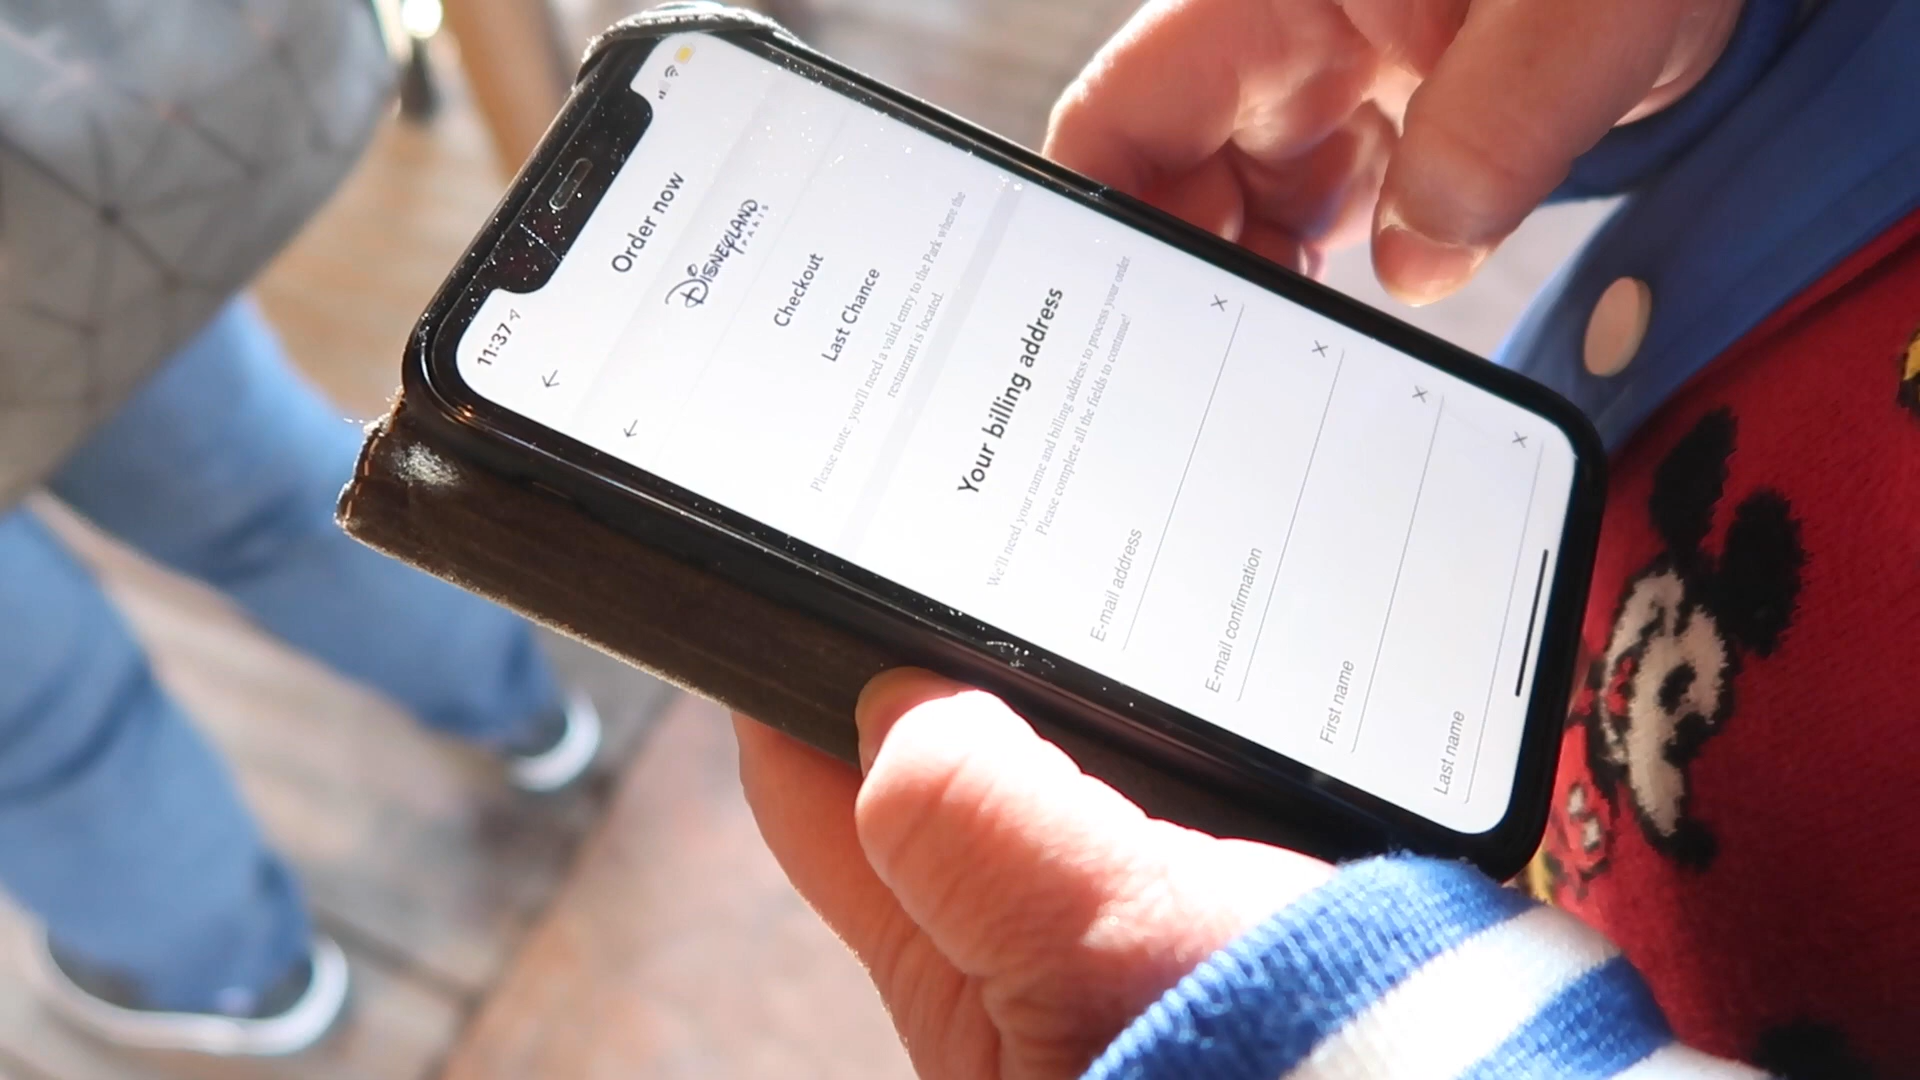 11:37
Order now
Disneyland
PARIS
Checkout
Last Chance
Please note: you'll need a valid entry to the Park where the
restaurant is located.
Your billing address
We'll need your name and billing address to process your order.
Please complete all the fields to continue!
E-mail address
E-mail confirmation
First name
Last name